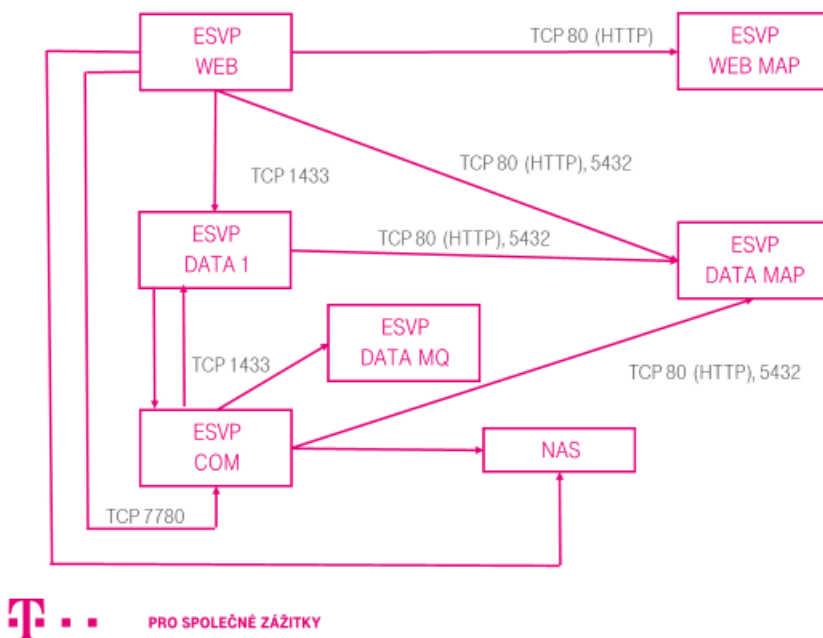 ESVP
WEB
TCP 80 (HTTP)
ESVP
WEB MAP
TCP 1433
TCP 80 (HTTP), 5432
ESVP
DATA 1
TCP 80 (HTTP), 5432
ESVP
DATA MAP
ESVP
DATA MQ
TCP 1433
TCP 80 (HTTP), 5432
ESVP
COM
NAS
TCP 7780
T
PRO SPOLEČNÉ ZÁŽITKY